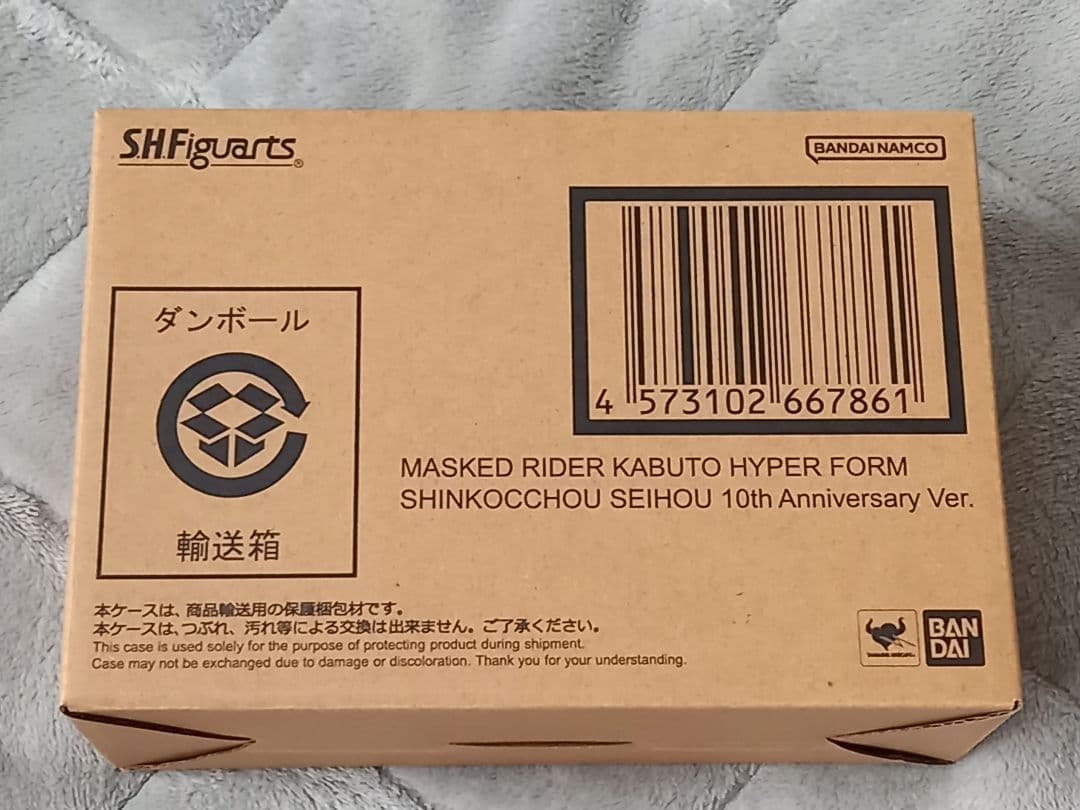 S.H.Figuarts®
BANDAI NAMCO
4 573102 667861
ダンボール
輸送箱
MASKED RIDER KABUTO HYPER FORM
SHINKOCCHOU SEIHOU 10th Anniversary Ver.
本ケースは、商品輸送用の保護梱包材です。
本ケースは、つぶれ、汚れ等による交換は出来ません。ご了承ください。
This case is used solely for the purpose of protecting product during shipment.
Case may not be exchanged due to damage or discoloration. Thank you for your understanding.
BAN
DAI